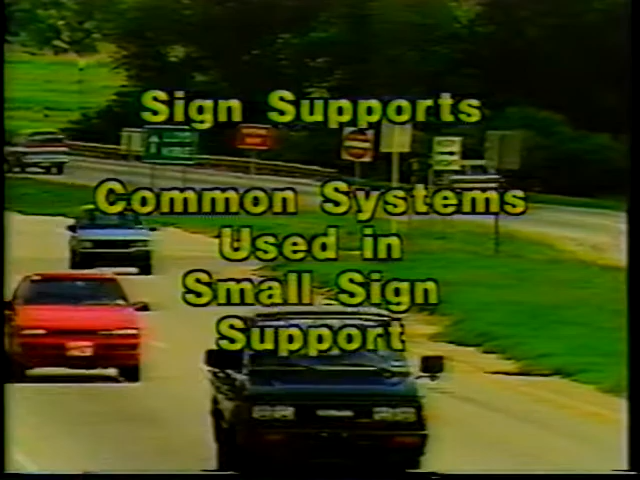 Sign Supports
Common Systems
Used in
Small Sign
Support